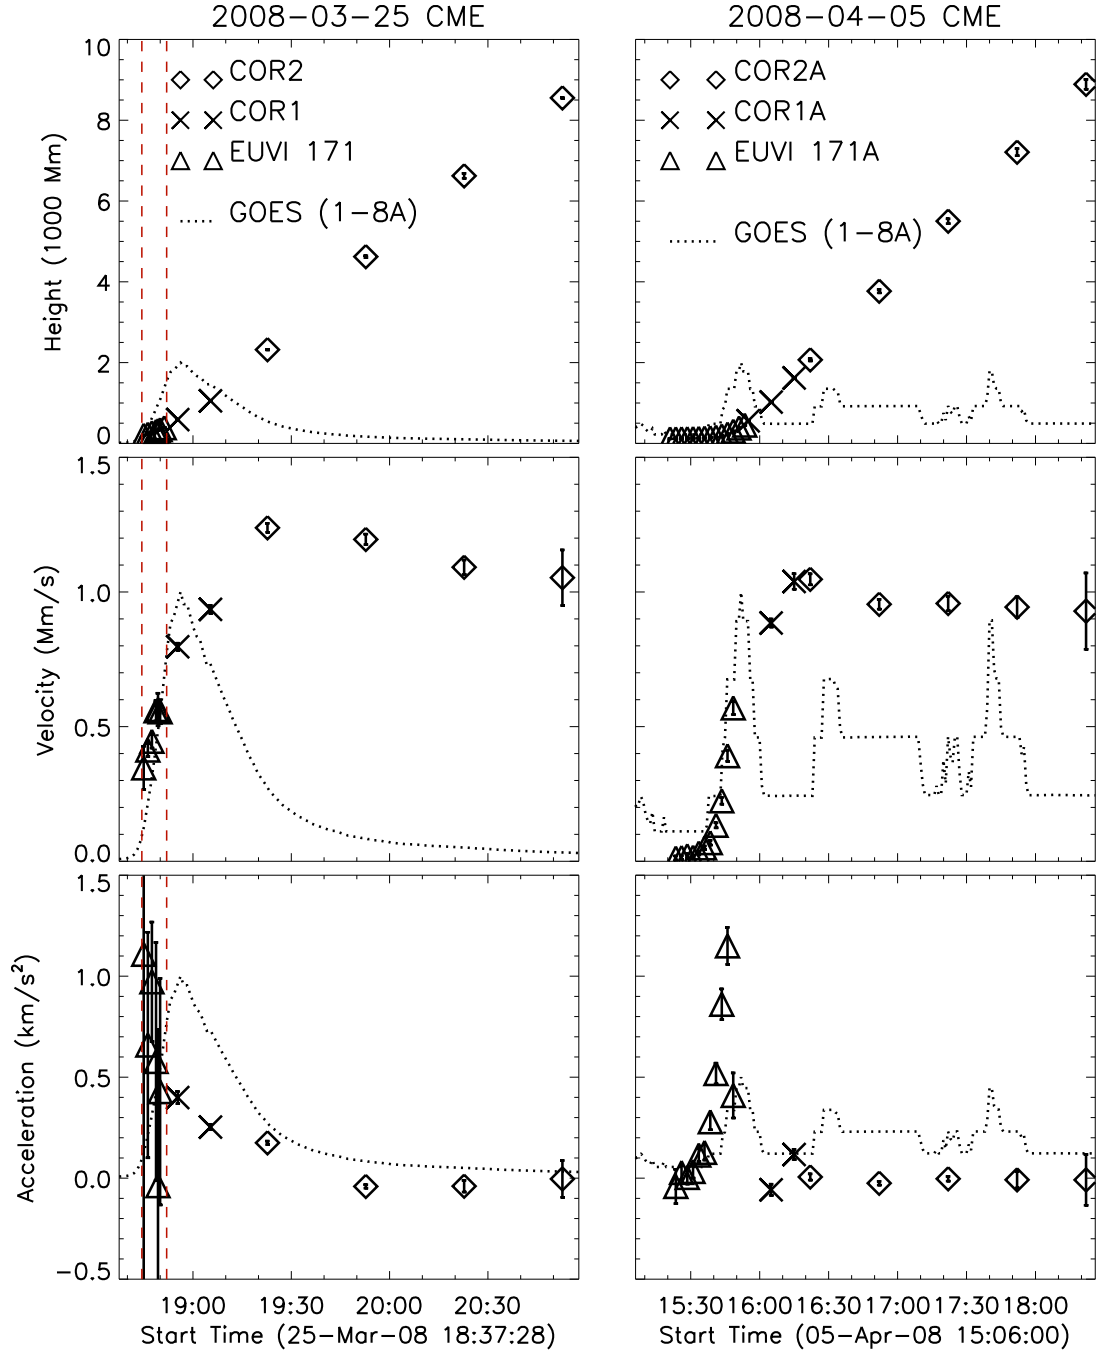 2008-03-25 CME
2008-04-05 CME
10
8
6
4
2
0
Height (1000 Mm)
COR2
COR1
EUVI 171
GOES (1-8A)
COR2A
COR1A
EUVI 171A
GOES (1-8A)
1.5
1.0
0.5
0.0
Velocity (Mm/s)
1.5
1.0
0.5
0.0
-0.5
Acceleration (km/s²)
19:00 19:30 20:00 20:30
Start Time (25-Mar-08 18:37:28)
15:30 16:00 16:30 17:00 17:30 18:00
Start Time (05-Apr-08 15:06:00)